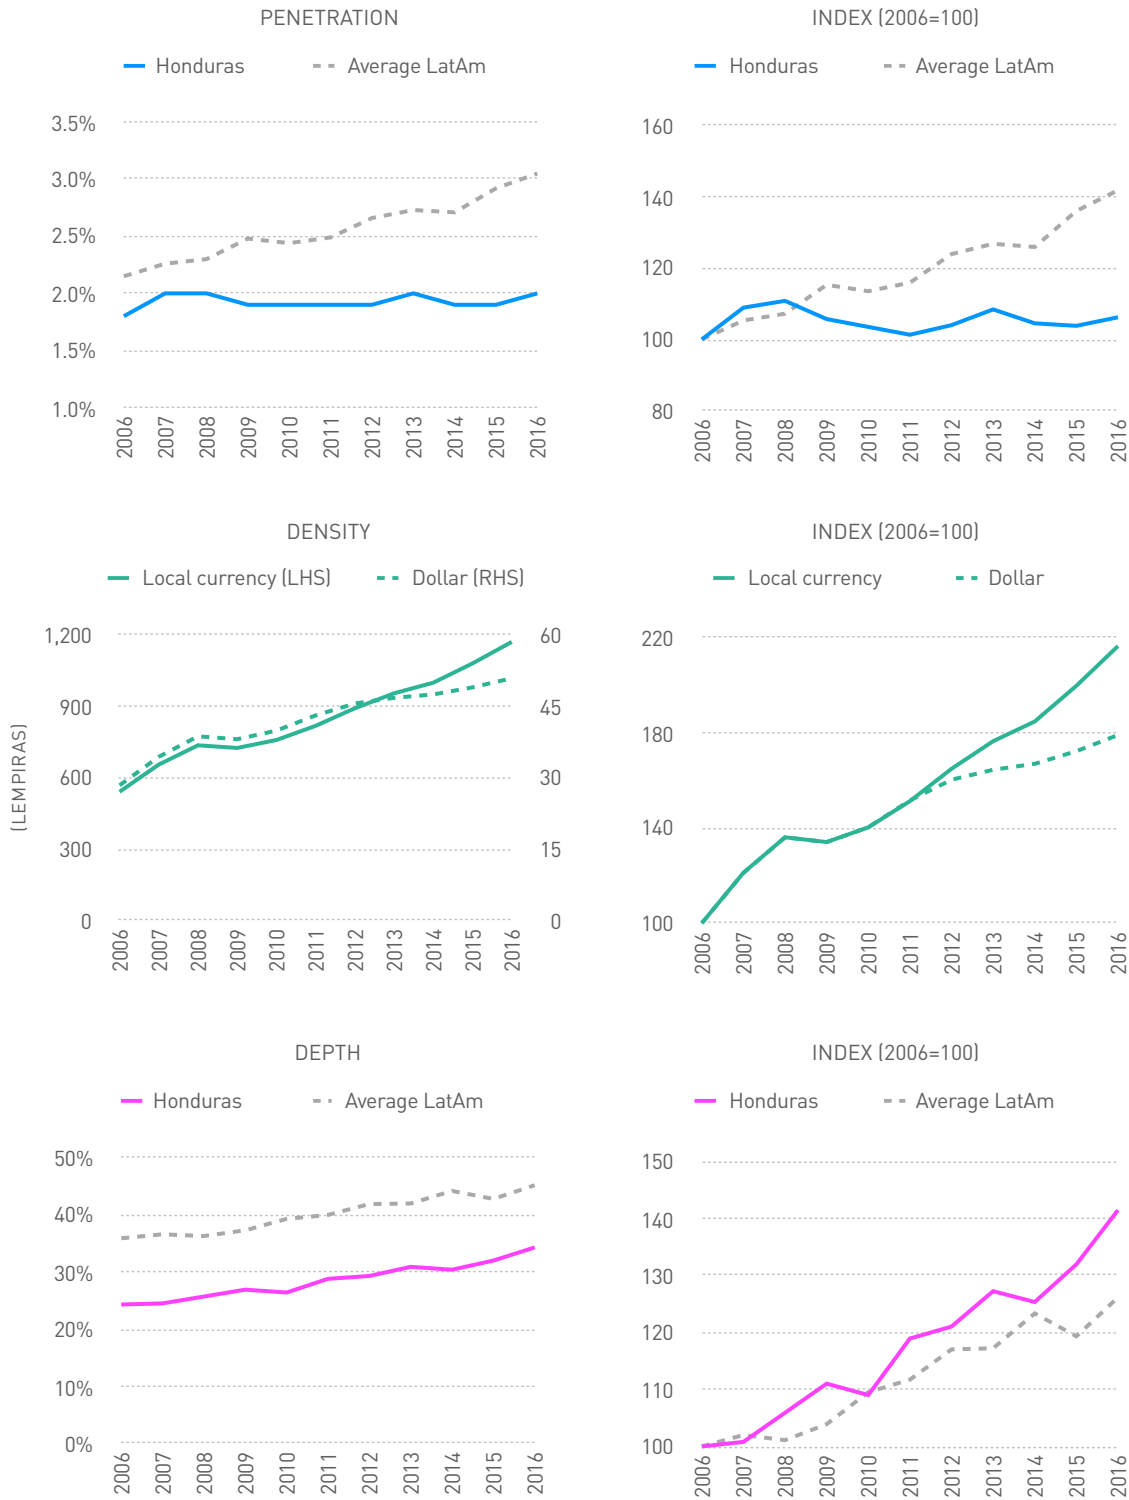 PENETRATION
Honduras Average LatAm
3.5%
3.0%
2.5%
2.0%
1.5%
1.0%
2006 2007 2008 2009 2010 2011 2012 2013 2014 2015 2016
INDEX (2006=100)
Honduras Average LatAm
160
140
120
100
80
2006 2007 2008 2009 2010 2011 2012 2013 2014 2015 2016
DENSITY
Local currency (LHS) Dollar (RHS)
(LEMPIRAS)
1,200 60
900 45
600 30
300 15
0 0
2006 2007 2008 2009 2010 2011 2012 2013 2014 2015 2016
INDEX (2006=100)
Local currency Dollar
220
180
140
100
2006 2007 2008 2009 2010 2011 2012 2013 2014 2015 2016
DEPTH
Honduras Average LatAm
50%
40%
30%
20%
10%
0%
2006 2007 2008 2009 2010 2011 2012 2013 2014 2015 2016
INDEX (2006=100)
Honduras Average LatAm
150
140
130
120
110
100
2006 2007 2008 2009 2010 2011 2012 2013 2014 2015 2016